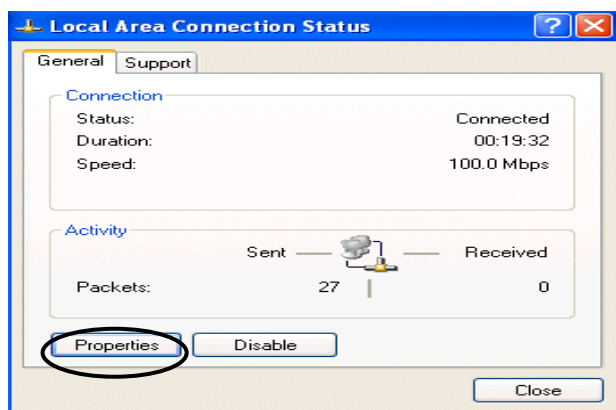 Local Area Connection Status
General Support
Connection
Status: Connected
Duration: 00:19:32
Speed: 100.0 Mbps
Activity
Sent Received
Packets: 27 0
Properties Disable
Close